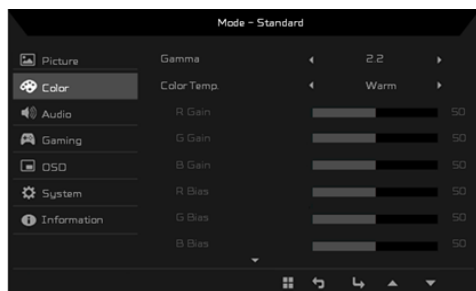 Mode - Standard
Picture
Gamma 2.2
Color
Color Temp. Warm
Audio
R Gain 50
Gaming
G Gain 50
OSD
B Gain 50
System
R Bias 50
Information
G Bias 50
B Bias 50